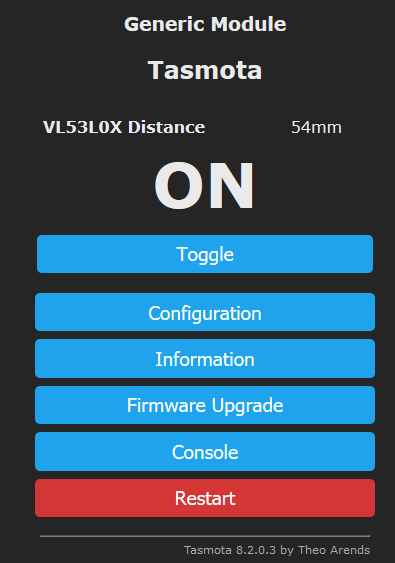 Generic Module
Tasmota
VL53L0X Distance 54mm
ON
Toggle
Configuration
Information
Firmware Upgrade
Console
Restart
Tasmota 8.2.0.3 by Theo Arends